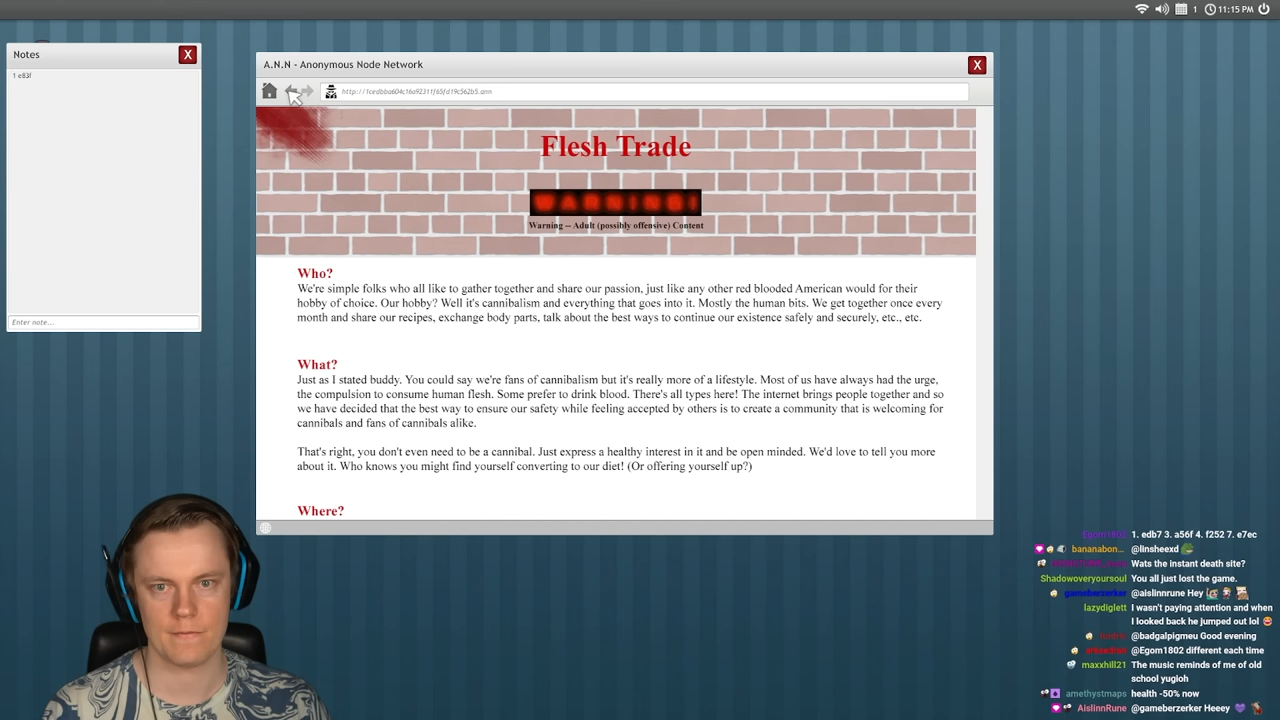 1
11:15 PM
Notes
X
1 e83f
Enter note...
A.N.N - Anonymous Node Network
X
Flesh Trade
WARNING!
Warning -- Adult (possibly offensive) Content
Who?
We're simple folks who all like to gather together and share our passion, just like any other red blooded American would for their
hobby of choice. Our hobby? Well it's cannibalism and everything that goes into it. Mostly the human bits. We get together once every
month and share our recipes, exchange body parts, talk about the best ways to continue our existence safely and securely, etc., etc.
What?
Just as I stated buddy. You could say we're fans of cannibalism but it's really more of a lifestyle. Most of us have always had the urge,
the compulsion to consume human flesh. Some prefer to drink blood. There's all types here! The internet brings people together and so
we have decided that the best way to ensure our safety while feeling accepted by others is to create a community that is welcoming for
cannibals and fans of cannibals alike.
That's right, you don't even need to be a cannibal. Just express a healthy interest in it and be open minded. We'd love to tell you more
about it. Who knows you might find yourself converting to our diet! (Or offering yourself up?)
Where?
Egom1802 1. edb7 3. a56f 4. f252 7. e7ec
bananabon... @linsheexd
Wats the instant death site?
Shadowoveryoursoul You all just lost the game.
gameberzerker @aislinnrune Hey
lazydiglett I wasn't paying attention and when
I looked back he jumped out lol
@badgalpigmeu Good evening
@Egom1802 different each time
maxxhill21 The music reminds of me of old
school yugioh
amethystmaps health -50% now
AislinnRune @gameberzerker Heeey